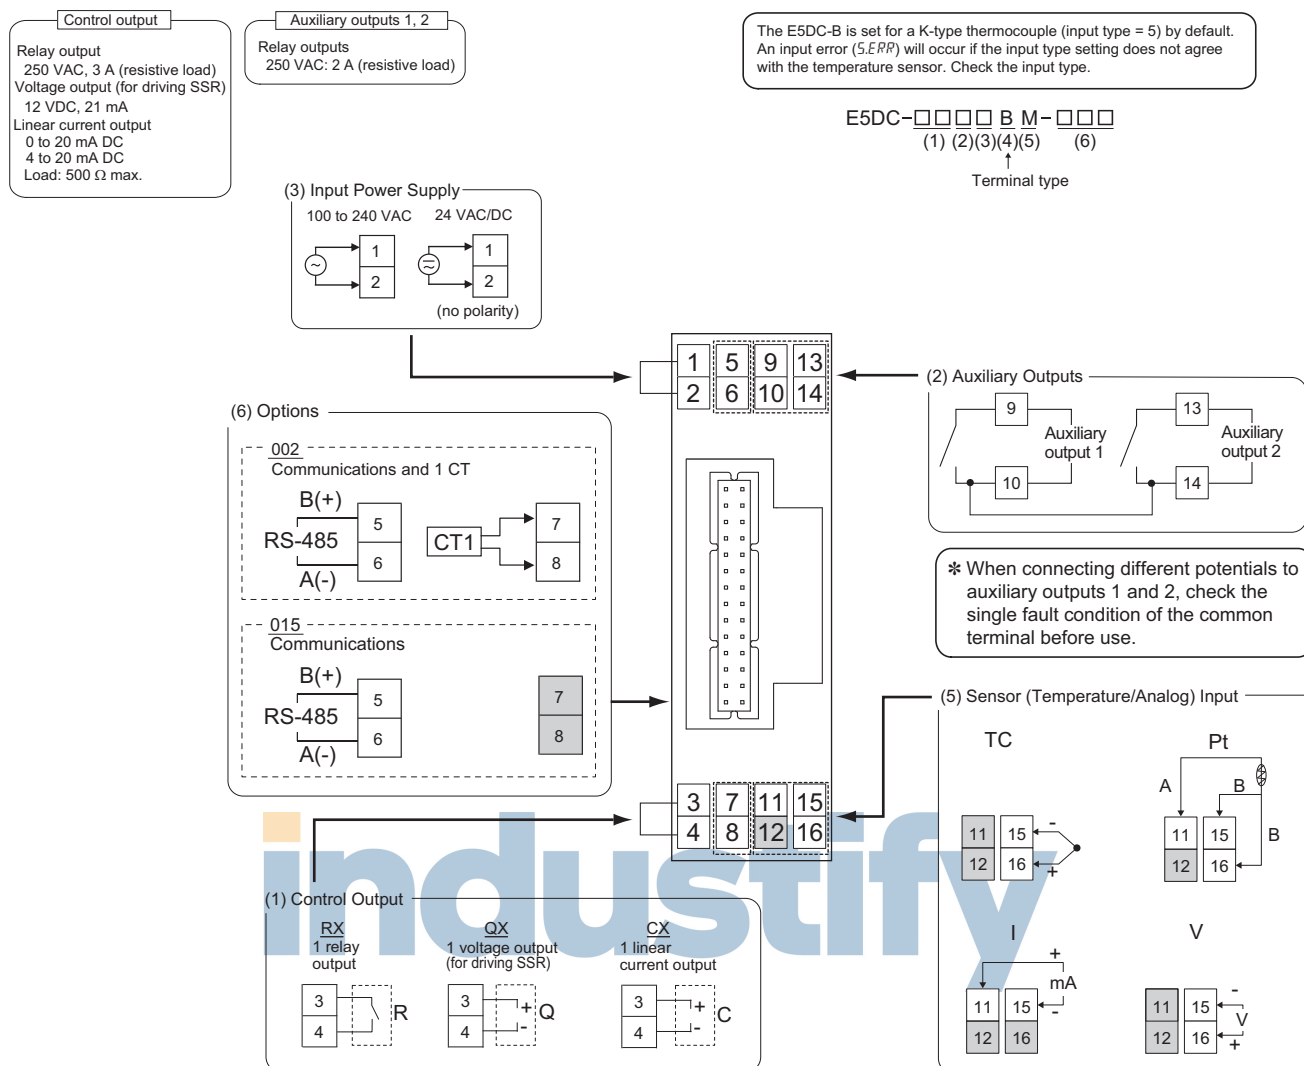 Control output
Relay output
250 VAC, 3 A (resistive load)
Voltage output (for driving SSR)
12 VDC, 21 mA
Linear current output
0 to 20 mA DC
4 to 20 mA DC
Load: 500 Ω max.
Auxiliary outputs 1, 2
Relay outputs
250 VAC: 2 A (resistive load)
The E5DC-B is set for a K-type thermocouple (input type = 5) by default.
An input error (S.ERR) will occur if the input type setting does not agree
with the temperature sensor. Check the input type.
E5DC-□□□□ B M-□□□
(1) (2)(3)(4)(5) (6)
Terminal type
(3) Input Power Supply
100 to 240 VAC 24 VAC/DC
1 1
2 2
(no polarity)
1 5 9 13
2 6 10 14
(2) Auxiliary Outputs
9 13
Auxiliary output 1
Auxiliary output 2
10 14
(6) Options
002
Communications and 1 CT
B(+)
RS-485
A(-)
5
6
CT1
7
8
015
Communications
B(+)
RS-485
A(-)
5
6
7
8
✻ When connecting different potentials to
auxiliary outputs 1 and 2, check the
single fault condition of the common
terminal before use.
3 7 11 15
4 8 12 16
(5) Sensor (Temperature/Analog) Input
TC
11 15 -
12 16 +
Pt
A B
11 15 B
12 16
I
+
mA
11 15 -
12 16
V
11 15 -
V
12 16 +
industify
(1) Control Output
RX
1 relay
output
3
4
R
QX
1 voltage output
(for driving SSR)
3 +
4 -
Q
CX
1 linear
current output
3 +
4 -
C